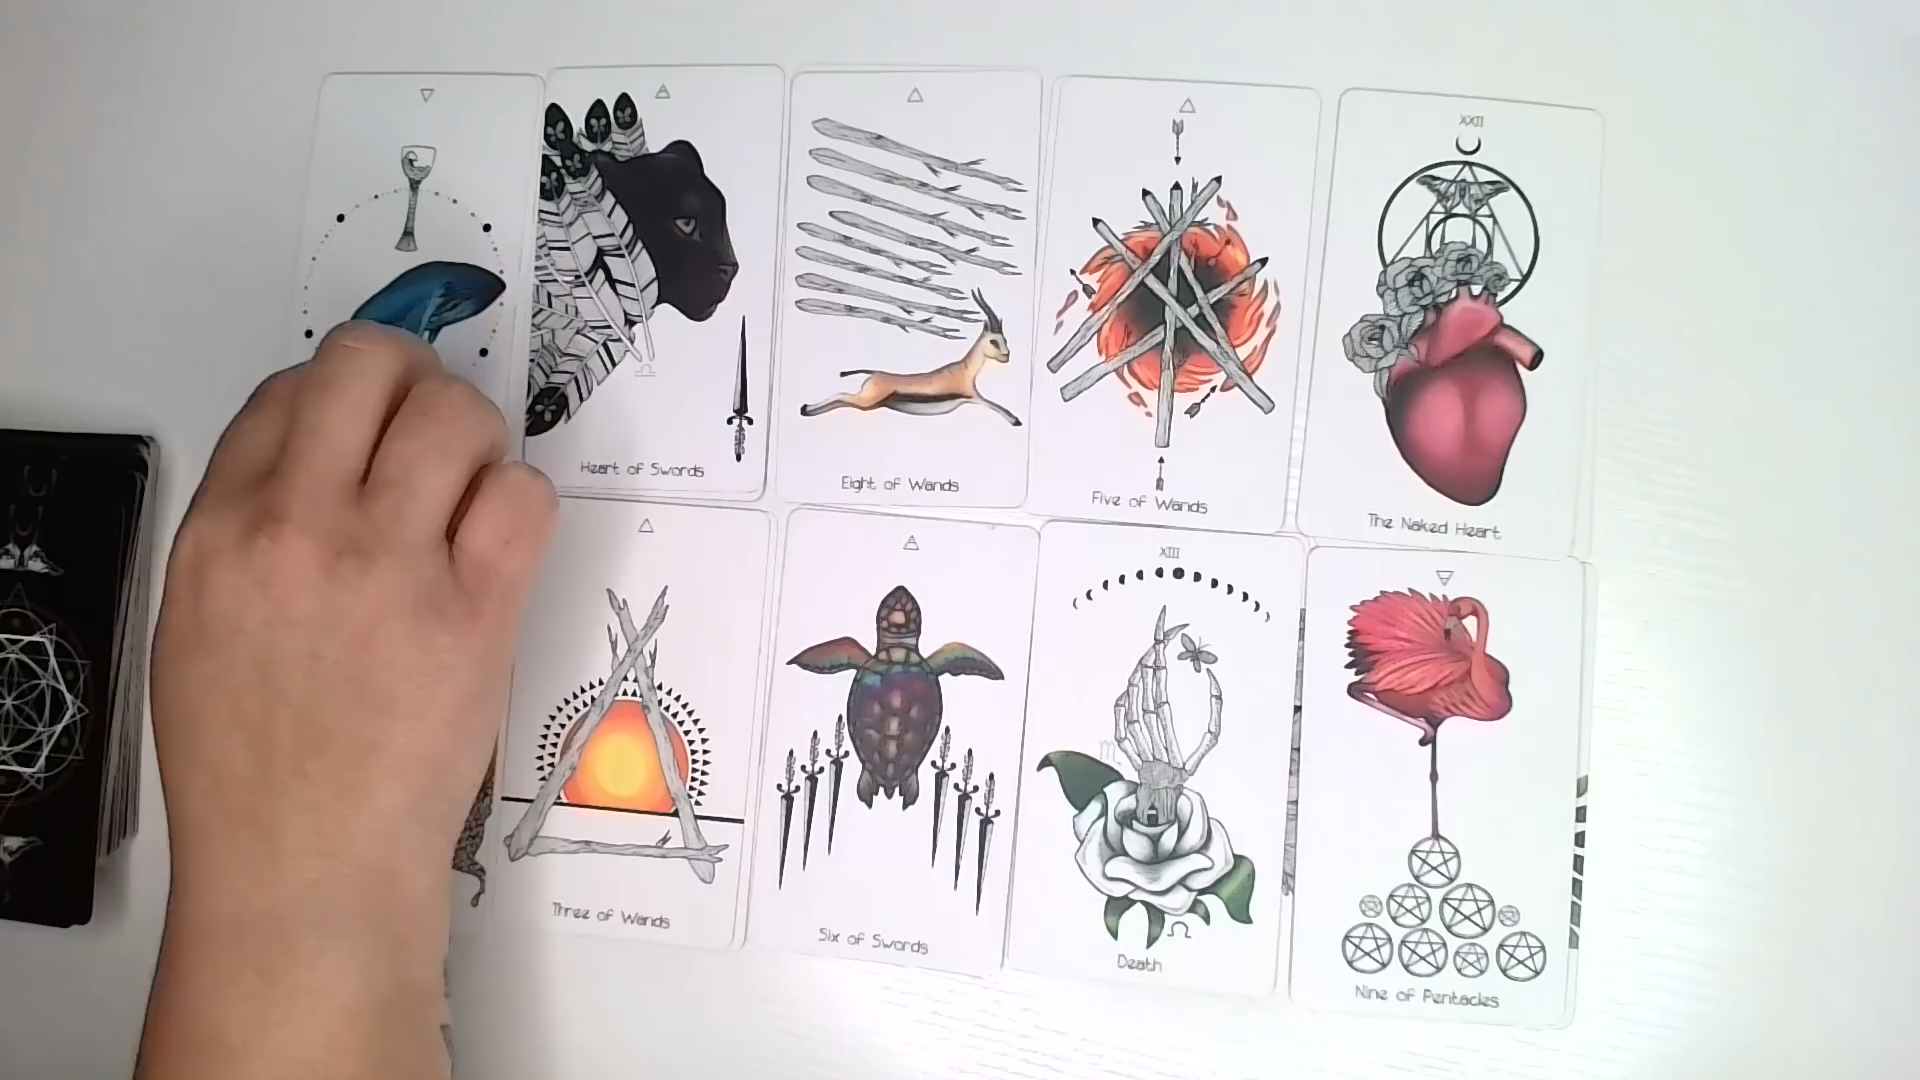 XXII
Heart of Swords
Eight of Wands
Five of Wands
The Naked Heart
XIII
Three of Wands
Six of Swords
Death
Nine of Pentacles